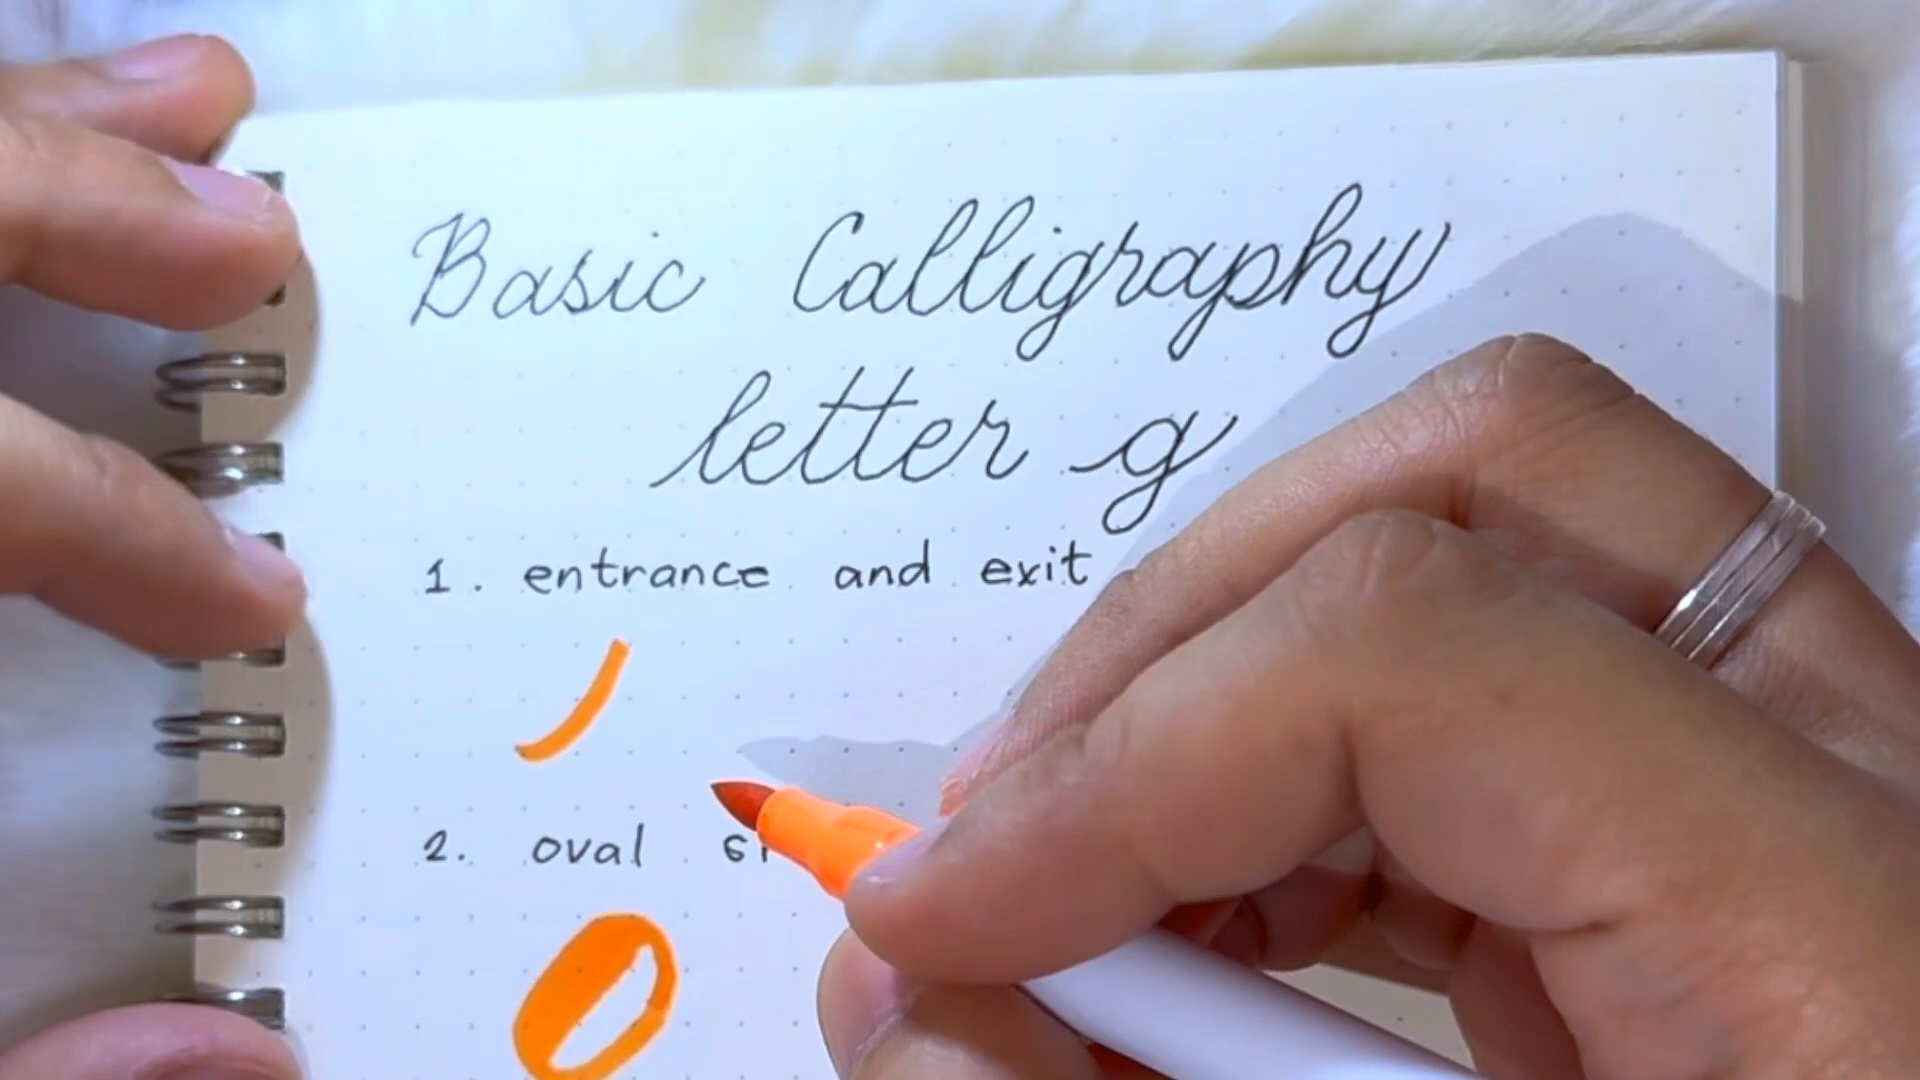 Basic Calligraphy
letter g
1. entrance and exit
2. oval